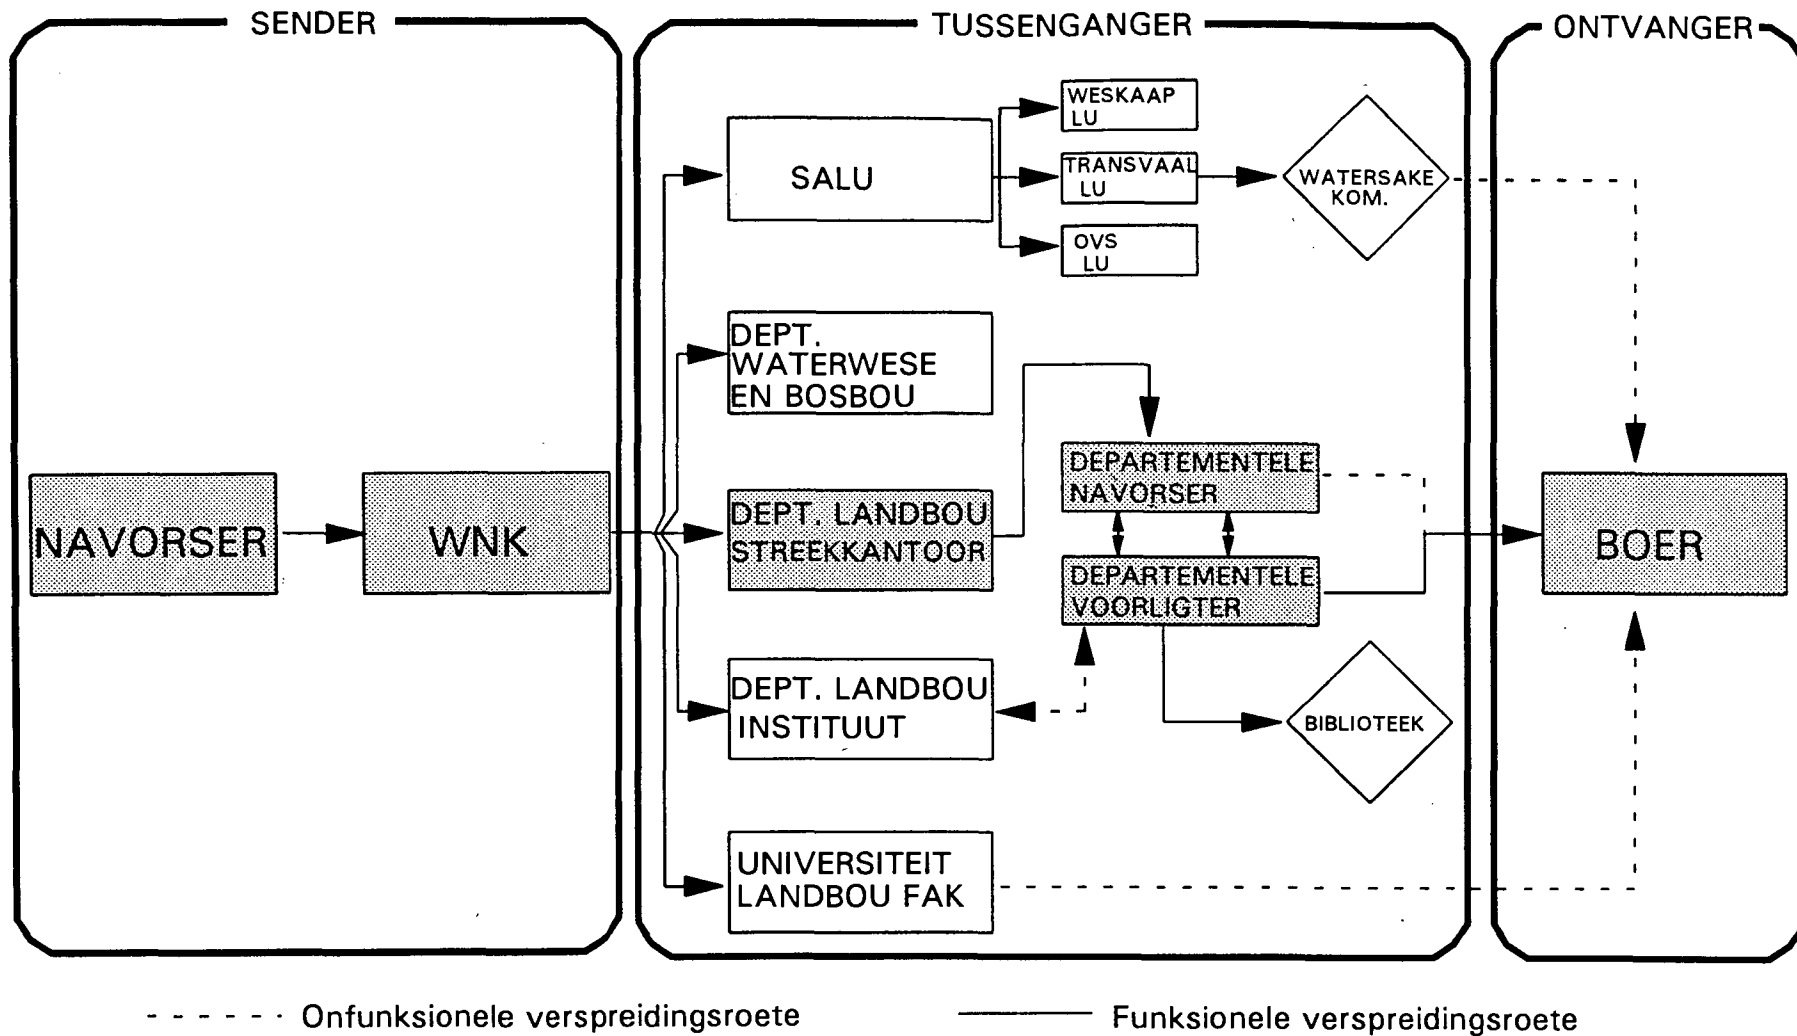 SENDER
TUSSENGANGER
ONTVANGER
NAVORSER
WNK
SALU
WESKAAP
LU
TRANSVAAL
LU
OVS
LU
WATERSAKE
KOM.
DEPT.
WATERWESE
EN BOSBOU
DEPT. LANDBOU
STREEKKANTOOR
DEPARTEMENTELE
NAVORSER
DEPARTEMENTELE
VOORLIGTER
DEPT. LANDBOU
INSTITUUT
BIBLIOTEEK
UNIVERSITEIT
LANDBOU FAK
BOER
Onfunksionele verspreidingsroete
Funksionele verspreidingsroete